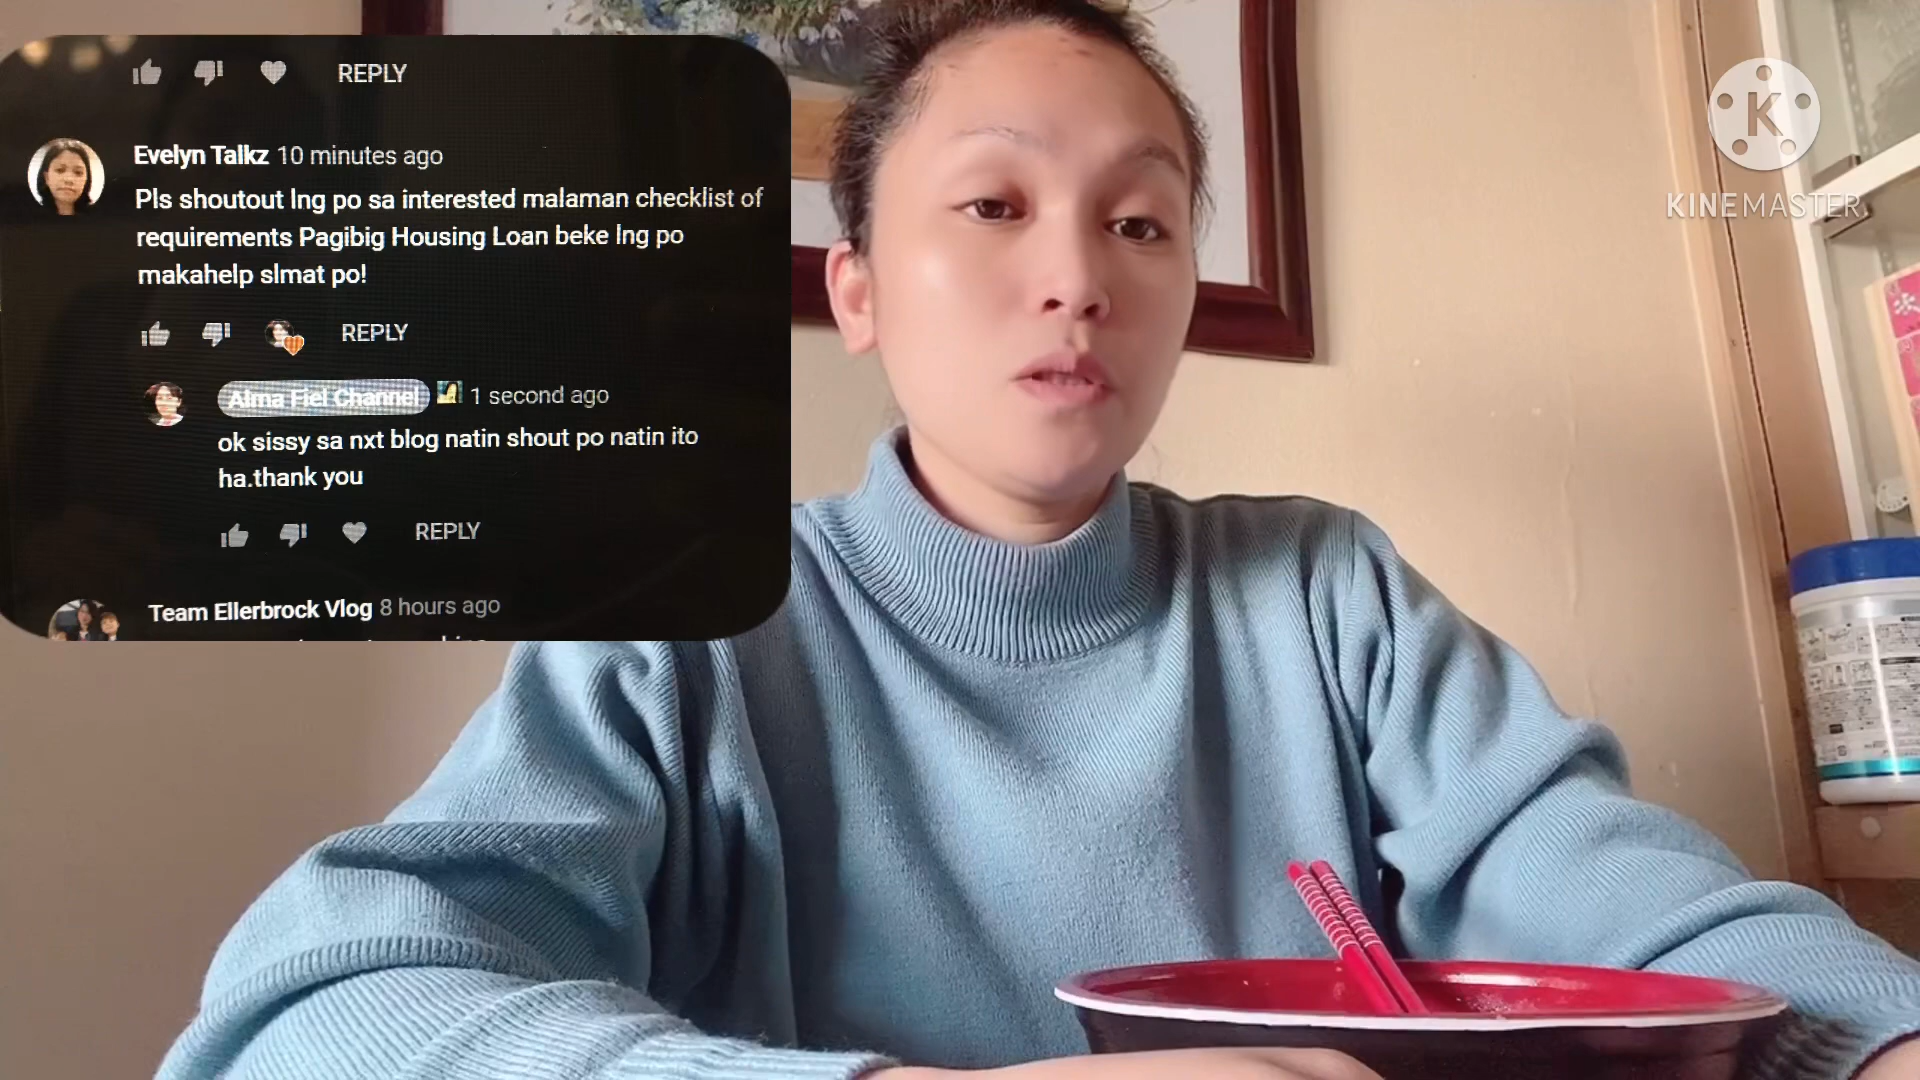 REPLY
Evelyn Talkz 10 minutes ago
Pls shoutout lng po sa interested malaman checklist of
requirements Pagibig Housing Loan beke lng po
makahelp slmat po!
REPLY
Alma Fiel Channel 1 second ago
ok sissy sa nxt blog natin shout po natin ito
ha.thank you
REPLY
Team Ellerbrock Vlog 8 hours ago
K
KINEMASTER